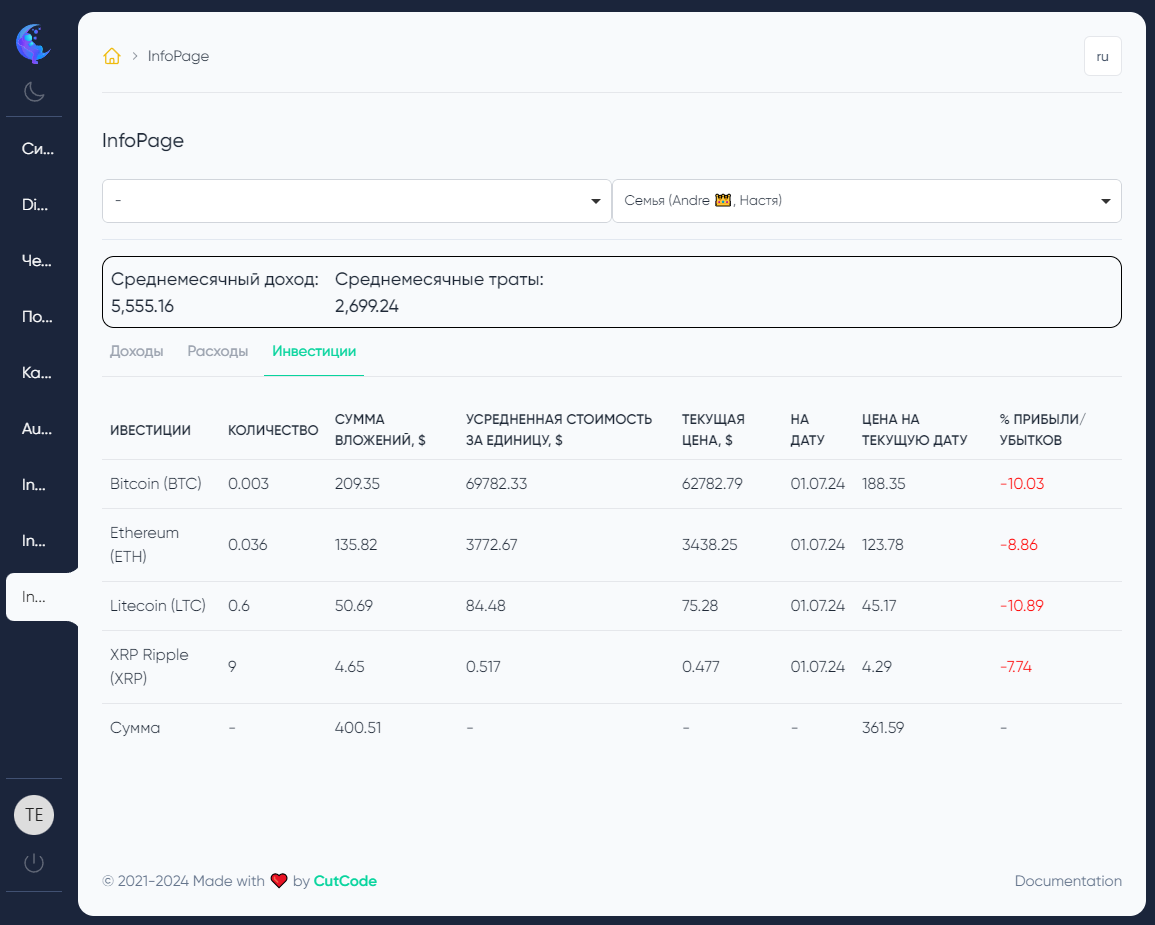 InfoPage
ru
Си...
Di...
Че...
По...
Ка...
Au...
In...
In...
In...
TE
InfoPage
-
Семья (Andre 👑, Настя)
Среднемесячный доход: Среднемесячные траты:
5,555.16 2,699.24
Доходы Расходы Инвестиции
ИВЕСТИЦИИ КОЛИЧЕСТВО СУММА ВЛОЖЕНИЙ, $ УСРЕДНЕННАЯ СТОИМОСТЬ ЗА ЕДИНИЦУ, $ ТЕКУЩАЯ ЦЕНА, $ НА ДАТУ ЦЕНА НА ТЕКУЩУЮ ДАТУ % ПРИБЫЛИ/УБЫТКОВ
Bitcoin (BTC) 0.003 209.35 69782.33 62782.79 01.07.24 188.35 -10.03
Ethereum (ETH) 0.036 135.82 3772.67 3438.25 01.07.24 123.78 -8.86
Litecoin (LTC) 0.6 50.69 84.48 75.28 01.07.24 45.17 -10.89
XRP Ripple (XRP) 9 4.65 0.517 0.477 01.07.24 4.29 -7.74
Сумма - 400.51 - - - 361.59 -
© 2021-2024 Made with ❤️ by CutCode
Documentation